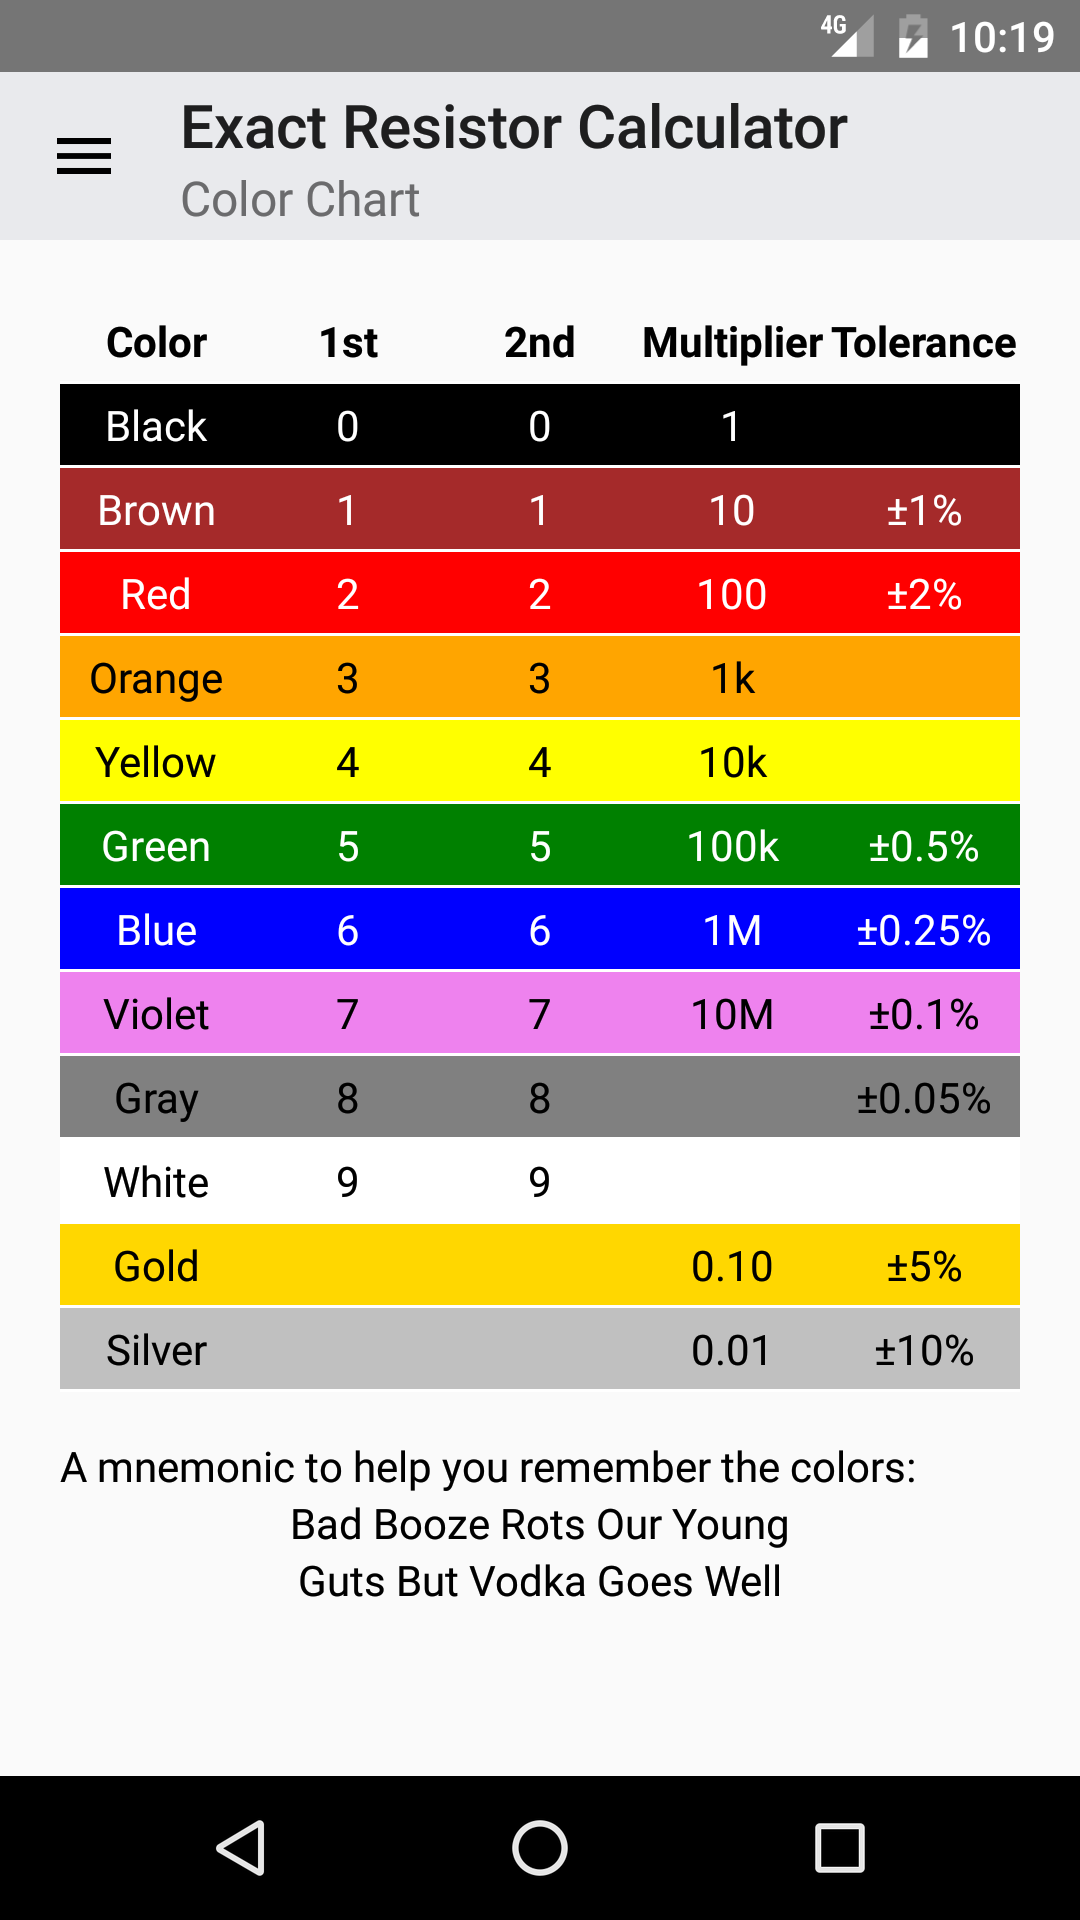 4G 10:19
Exact Resistor Calculator
Color Chart
Color 1st 2nd Multiplier Tolerance
Black 0 0 1
Brown 1 1 10 ±1%
Red 2 2 100 ±2%
Orange 3 3 1k
Yellow 4 4 10k
Green 5 5 100k ±0.5%
Blue 6 6 1M ±0.25%
Violet 7 7 10M ±0.1%
Gray 8 8 ±0.05%
White 9 9
Gold 0.10 ±5%
Silver 0.01 ±10%
A mnemonic to help you remember the colors:
Bad Booze Rots Our Young
Guts But Vodka Goes Well